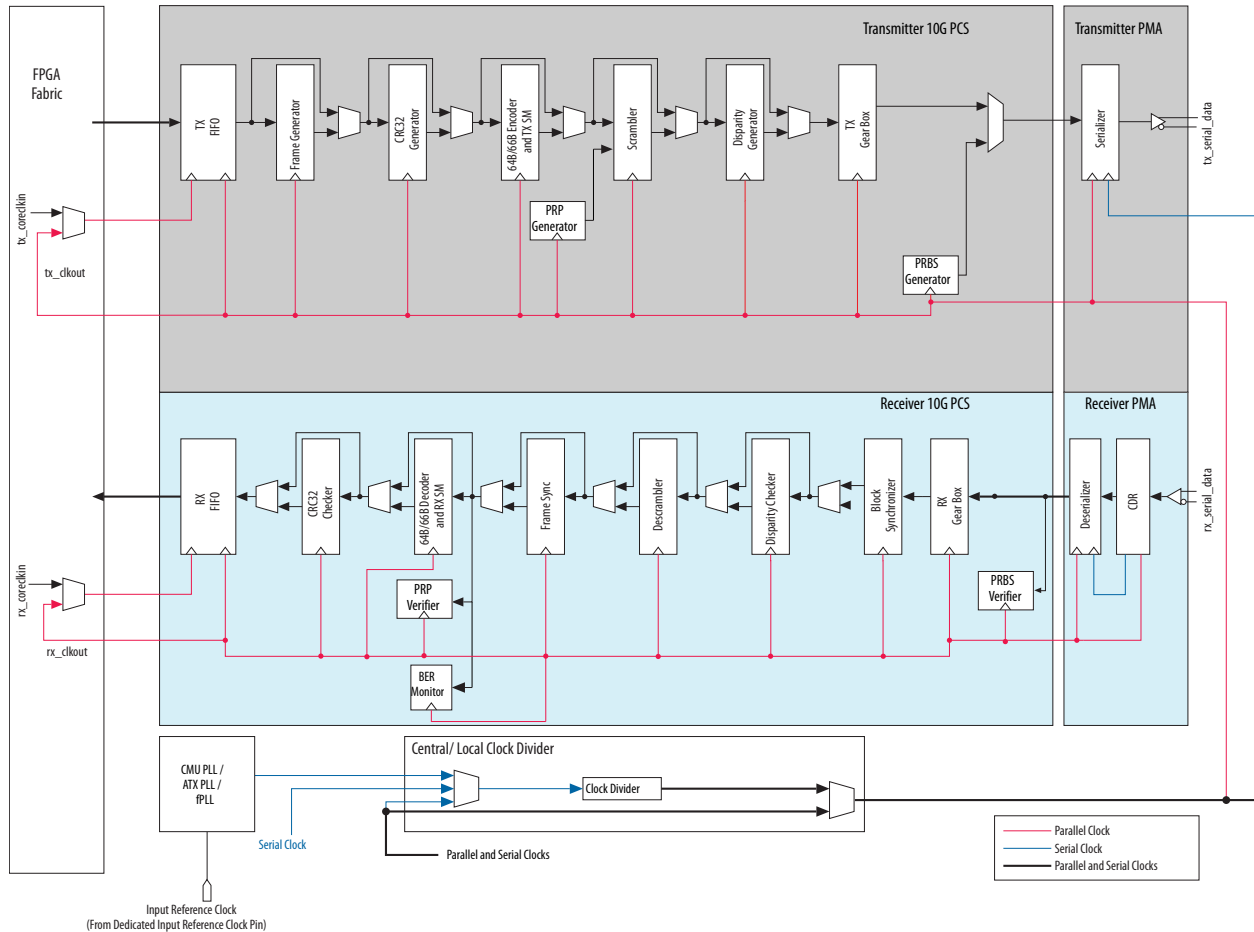 Transmitter 10G PCS
Transmitter PMA
FPGA
Fabric
TX
FIFO
Frame Generator
CRC32
Generator
64B/66B Encoder
and TX SM
Scrambler
Disparity
Generator
TX
Gear Box
Serializer
tx_serial_data
PRP
Generator
tx_coreclkin
tx_clkout
PRBS
Generator
Receiver 10G PCS
Receiver PMA
RX
FIFO
CRC32
Checker
64B/66B Decoder
and RX SM
Frame Sync
Descrambler
Disparity Checker
Block
Synchronizer
RX
Gear Box
Deserializer
CDR
rx_serial_data
rx_coreclkin
rx_clkout
PRP
Verifier
PRBS
Verifier
BER
Monitor
CMU PLL /
ATX PLL /
fPLL
Central/ Local Clock Divider
Clock Divider
Serial Clock
Parallel and Serial Clocks
Parallel Clock
Serial Clock
Parallel and Serial Clocks
Input Reference Clock
(From Dedicated Input Reference Clock Pin)